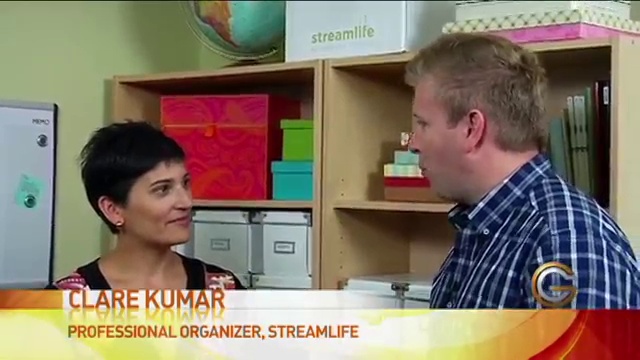 streamlife
MEMO
CLARE KUMAR
PROFESSIONAL ORGANIZER, STREAMLIFE
G